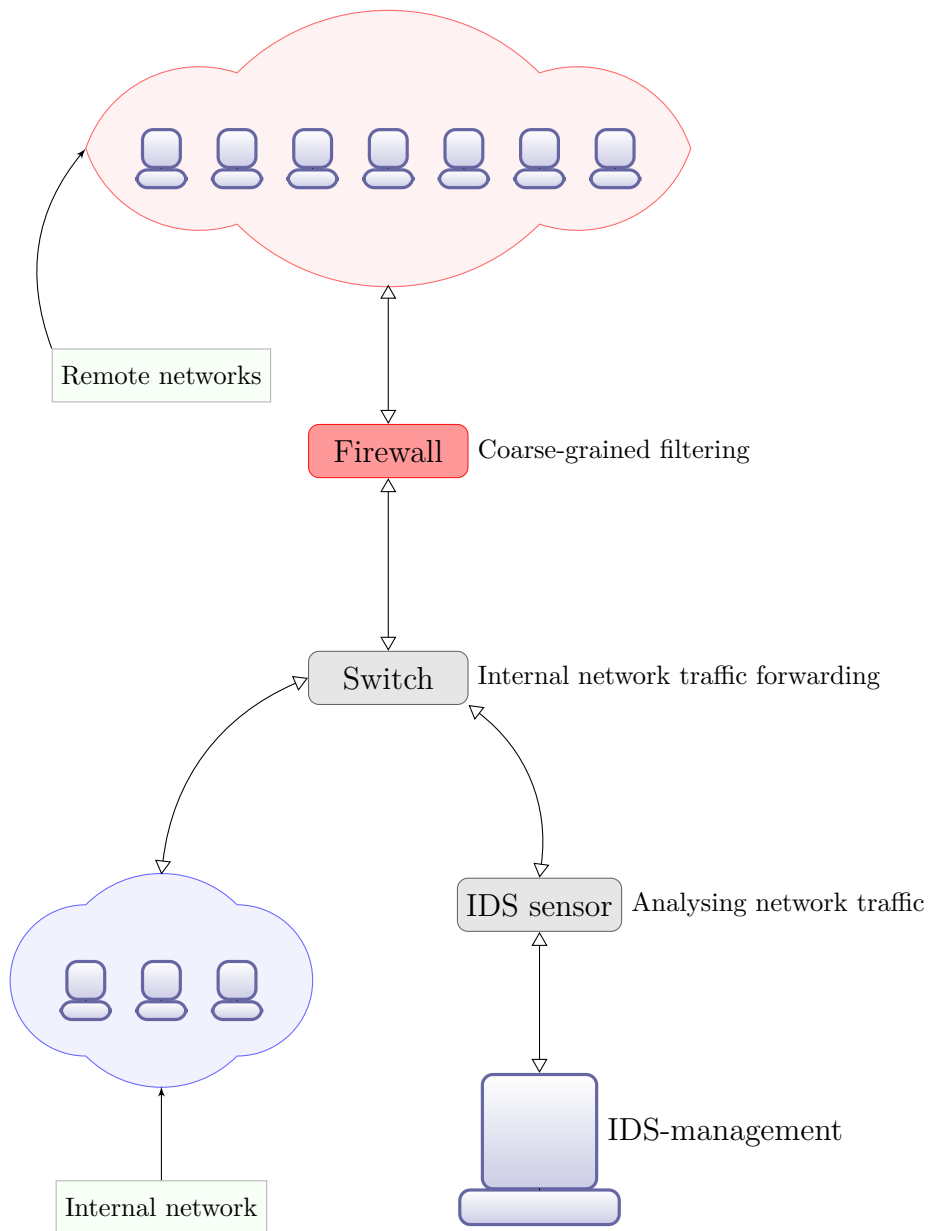 Remote networks
Firewall
Coarse-grained filtering
Switch
Internal network traffic forwarding
IDS sensor
Analysing network traffic
IDS-management
Internal network